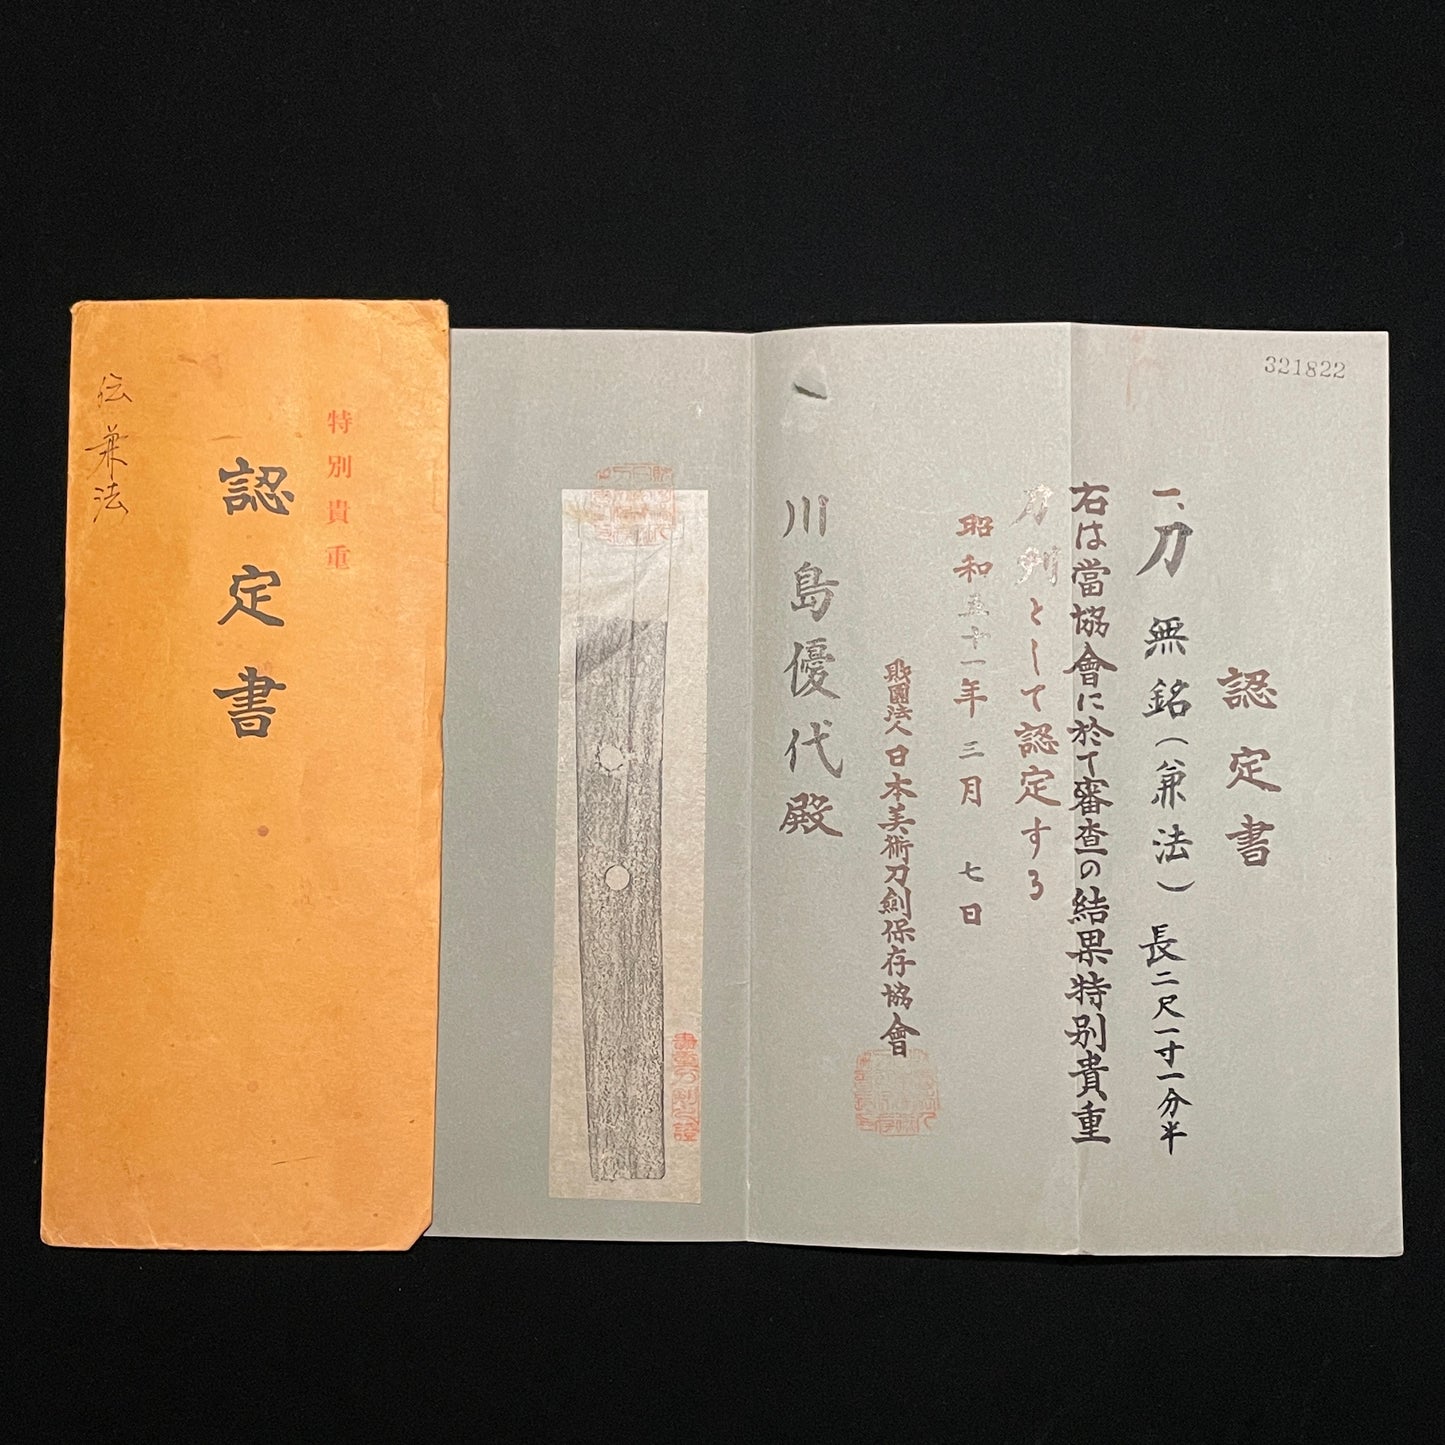 321822
認定書
一、刀 無銘(兼法)長二尺一寸一分半
右は當協會に於て審査の結果特別貴重
刀剣として認定する
昭和五十一年三月七日
財團法人日本美術刀劍保存協會
川島優代殿
特別貴重
認定書
伝兼法